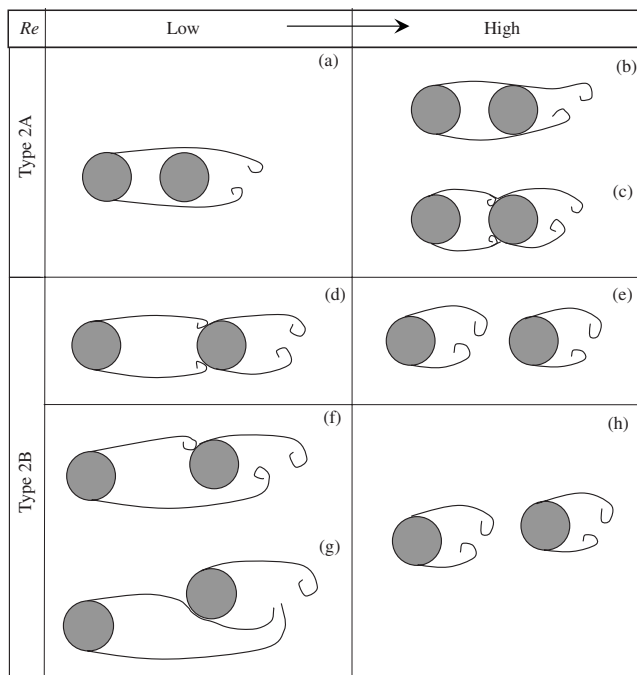 Re Low High
Type 2A
(a)
(b)
(c)
Type 2B
(d)
(e)
(f)
(g)
(h)